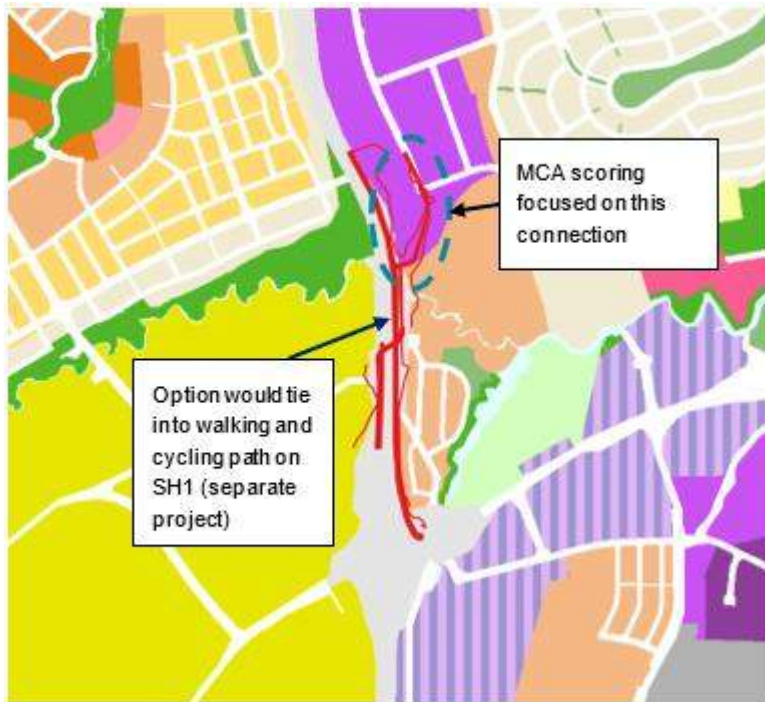 MCA scoring
focused on this
connection
Option would tie
into walking and
cycling path on
SH1 (separate
project)